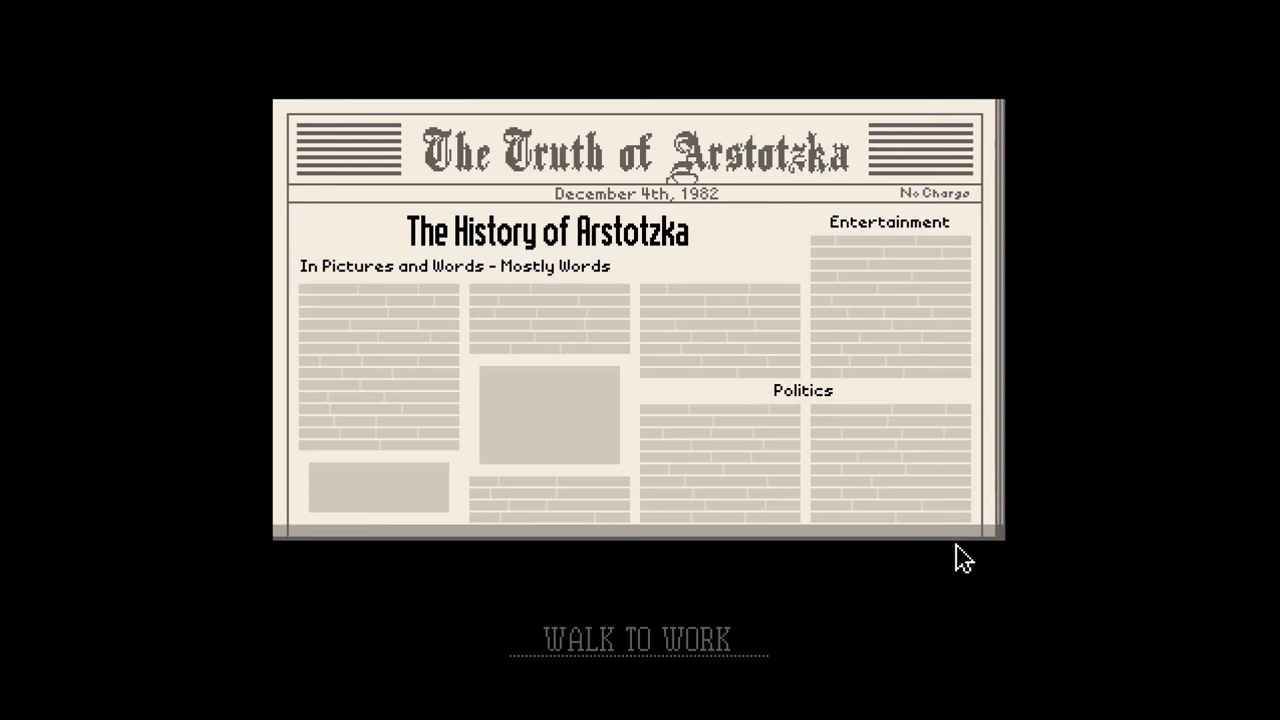 The Truth of Arstotzka
December 4th, 1982
No Charge
The History of Arstotzka
In Pictures and Words - Mostly Words
Entertainment
Politics
WALK TO WORK